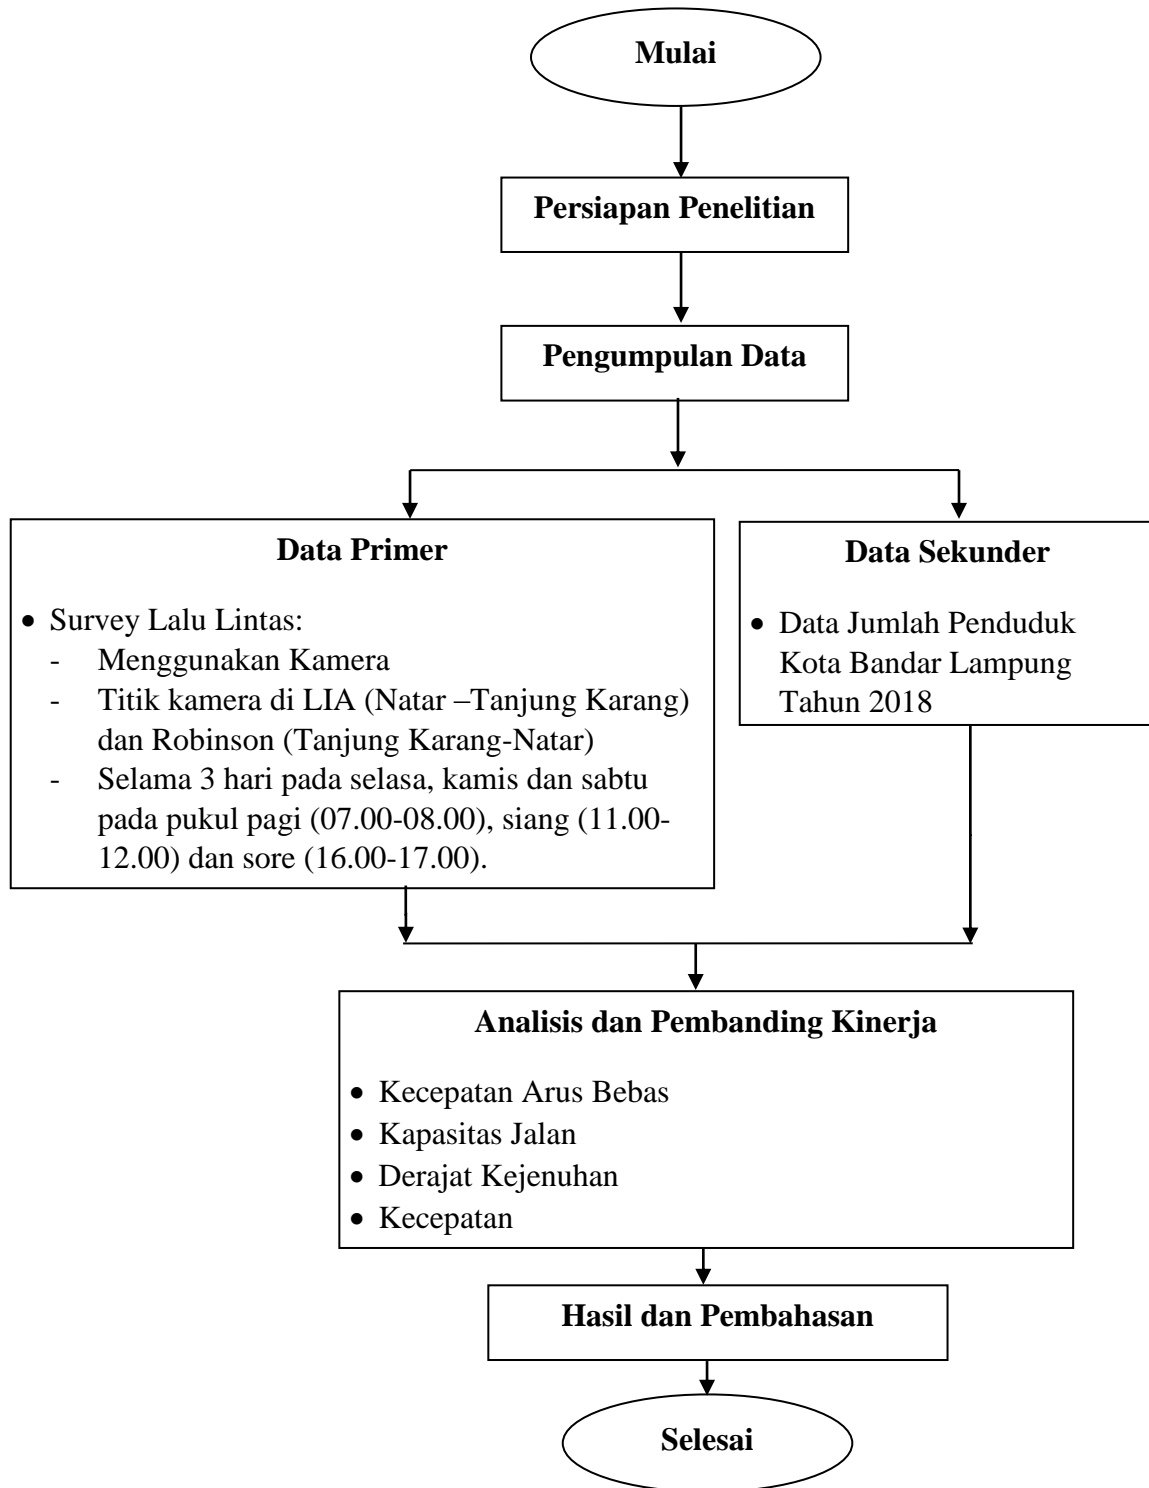 Mulai
Persiapan Penelitian
Pengumpulan Data
Data Primer
• Survey Lalu Lintas:
- Menggunakan Kamera
- Titik kamera di LIA (Natar –Tanjung Karang)
dan Robinson (Tanjung Karang-Natar)
- Selama 3 hari pada selasa, kamis dan sabtu
pada pukul pagi (07.00-08.00), siang (11.00-
12.00) dan sore (16.00-17.00).
Data Sekunder
• Data Jumlah Penduduk
Kota Bandar Lampung
Tahun 2018
Analisis dan Pembanding Kinerja
• Kecepatan Arus Bebas
• Kapasitas Jalan
• Derajat Kejenuhan
• Kecepatan
Hasil dan Pembahasan
Selesai